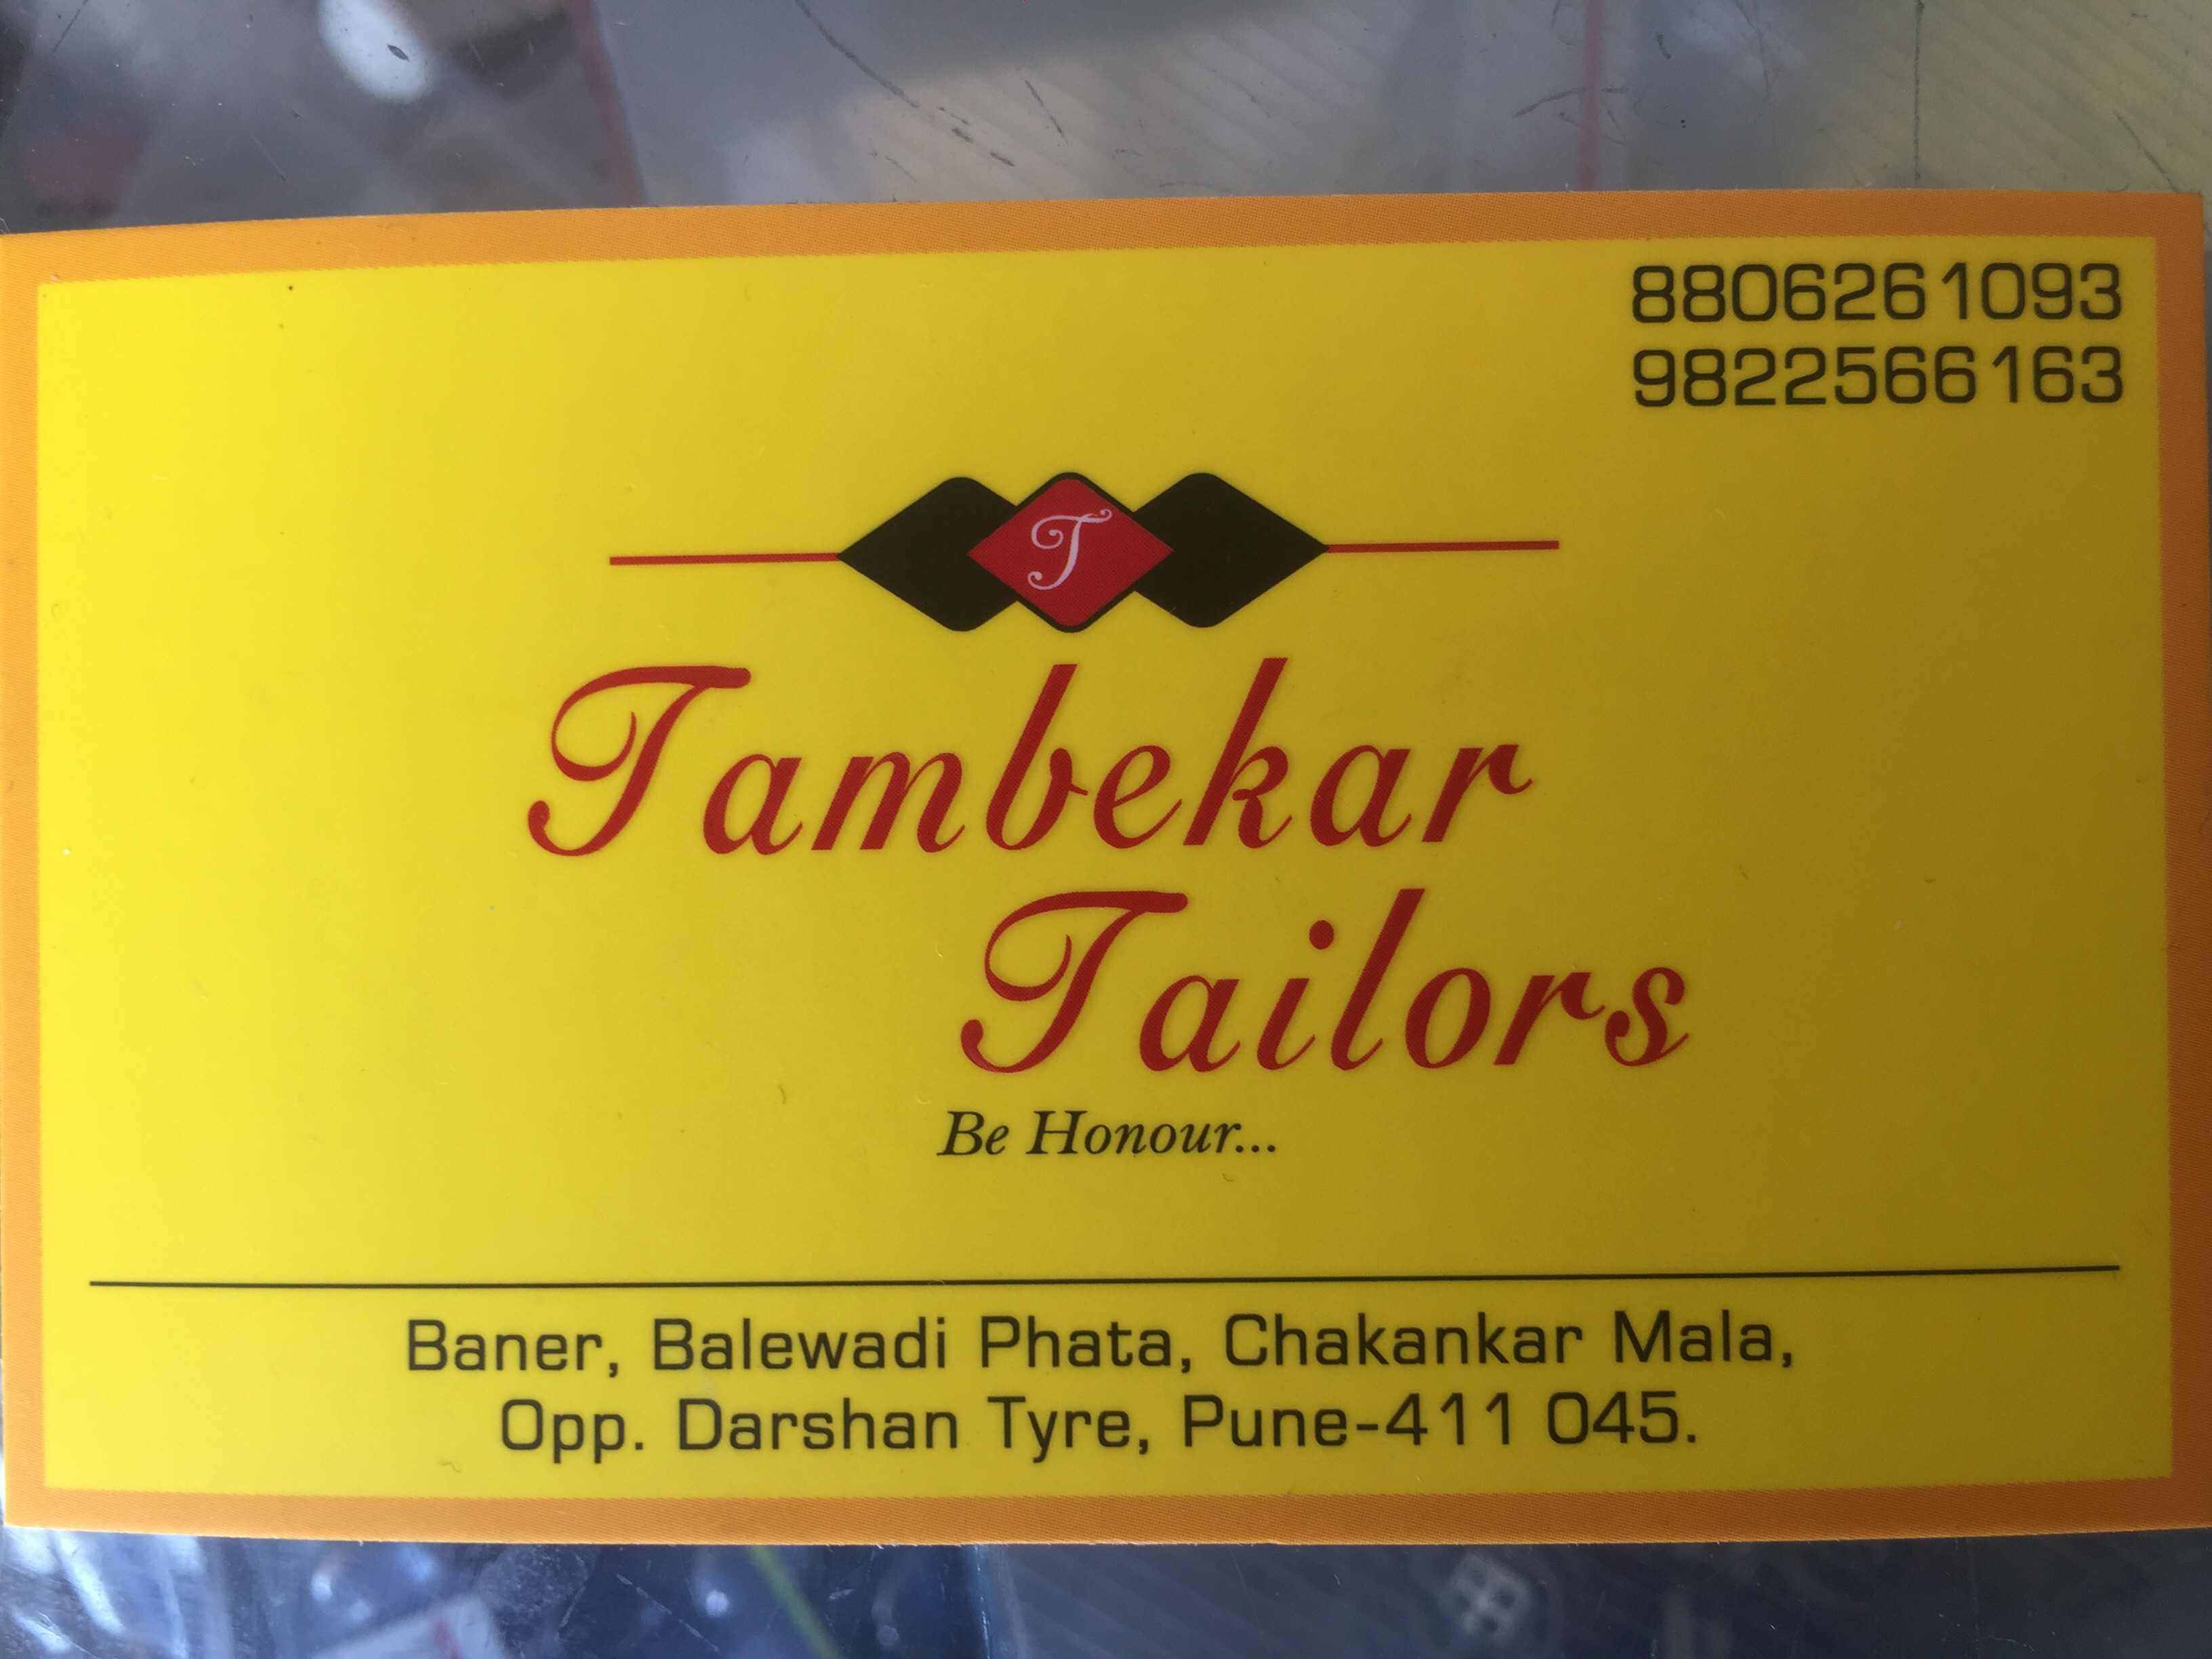 8806261093
9822566163
T
Tambekar
Tailors
Be Honour...
Baner, Balewadi Phata, Chakankar Mala,
Opp. Darshan Tyre, Pune-411 045.